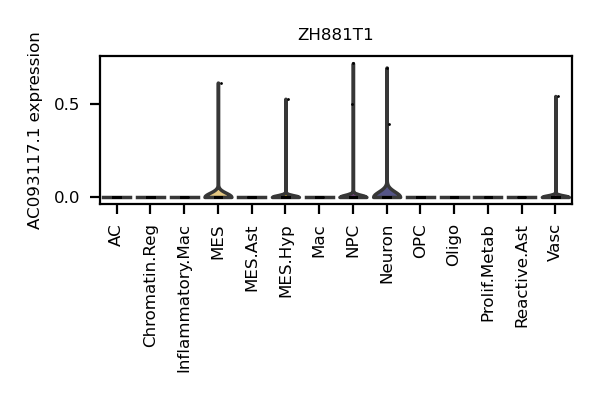 ZH881T1
AC093117.1 expression
0.5
0.0
AC
Chromatin.Reg
Inflammatory.Mac
MES
MES.Ast
MES.Hyp
Mac
NPC
Neuron
OPC
Oligo
Prolif.Metab
Reactive.Ast
Vasc